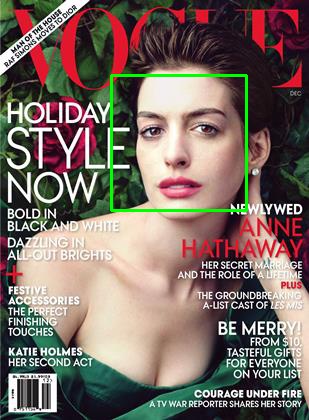 MAN OF THE HOUSE
RAF SIMONS MOVES TO DIOR
VOGUE
DEC
HOLIDAY
STYLE
NOW
BOLD IN
BLACK AND WHITE
DAZZLING IN
ALL-OUT BRIGHTS
+
FESTIVE
ACCESSORIES
THE PERFECT
FINISHING
TOUCHES
KATIE HOLMES
HER SECOND ACT
NEWLYWED
ANNE
HATHAWAY
HER SECRET MARRIAGE
AND THE ROLE OF A LIFETIME
PLUS
THE GROUNDBREAKING
A-LIST CAST OF LES MIS
BE MERRY!
FROM $10,
TASTEFUL GIFTS
FOR EVERYONE
ON YOUR LIST
COURAGE UNDER FIRE
A TV WAR REPORTER SHARES HER STORY